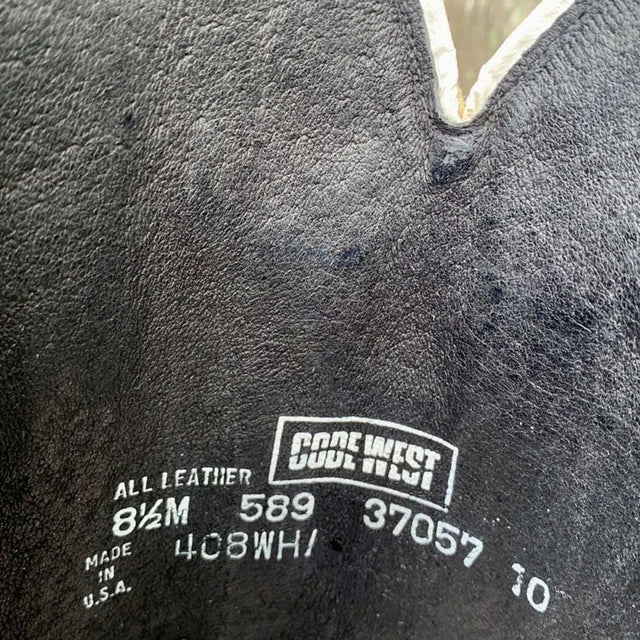 CODE WEST
ALL LEATHER
8½M 589 37057 10
408WH/
MADE
IN
U.S.A.